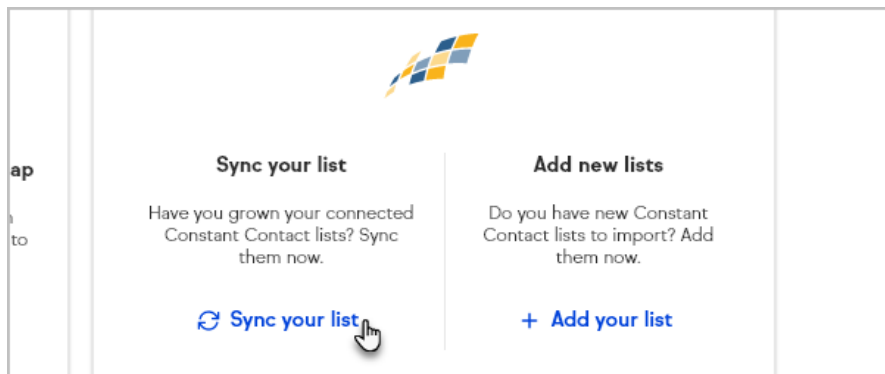 ap
to
Sync your list
Have you grown your connected
Constant Contact lists? Sync
them now.
Sync your list
Add new lists
Do you have new Constant
Contact lists to import? Add
them now.
+ Add your list